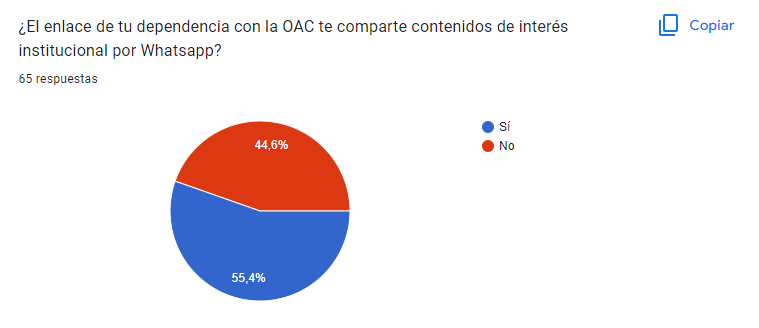 ¿El enlace de tu dependencia con la OAC te comparte contenidos de interés
institucional por Whatsapp?
Copiar
65 respuestas
44,6%
55,4%
Sí
No